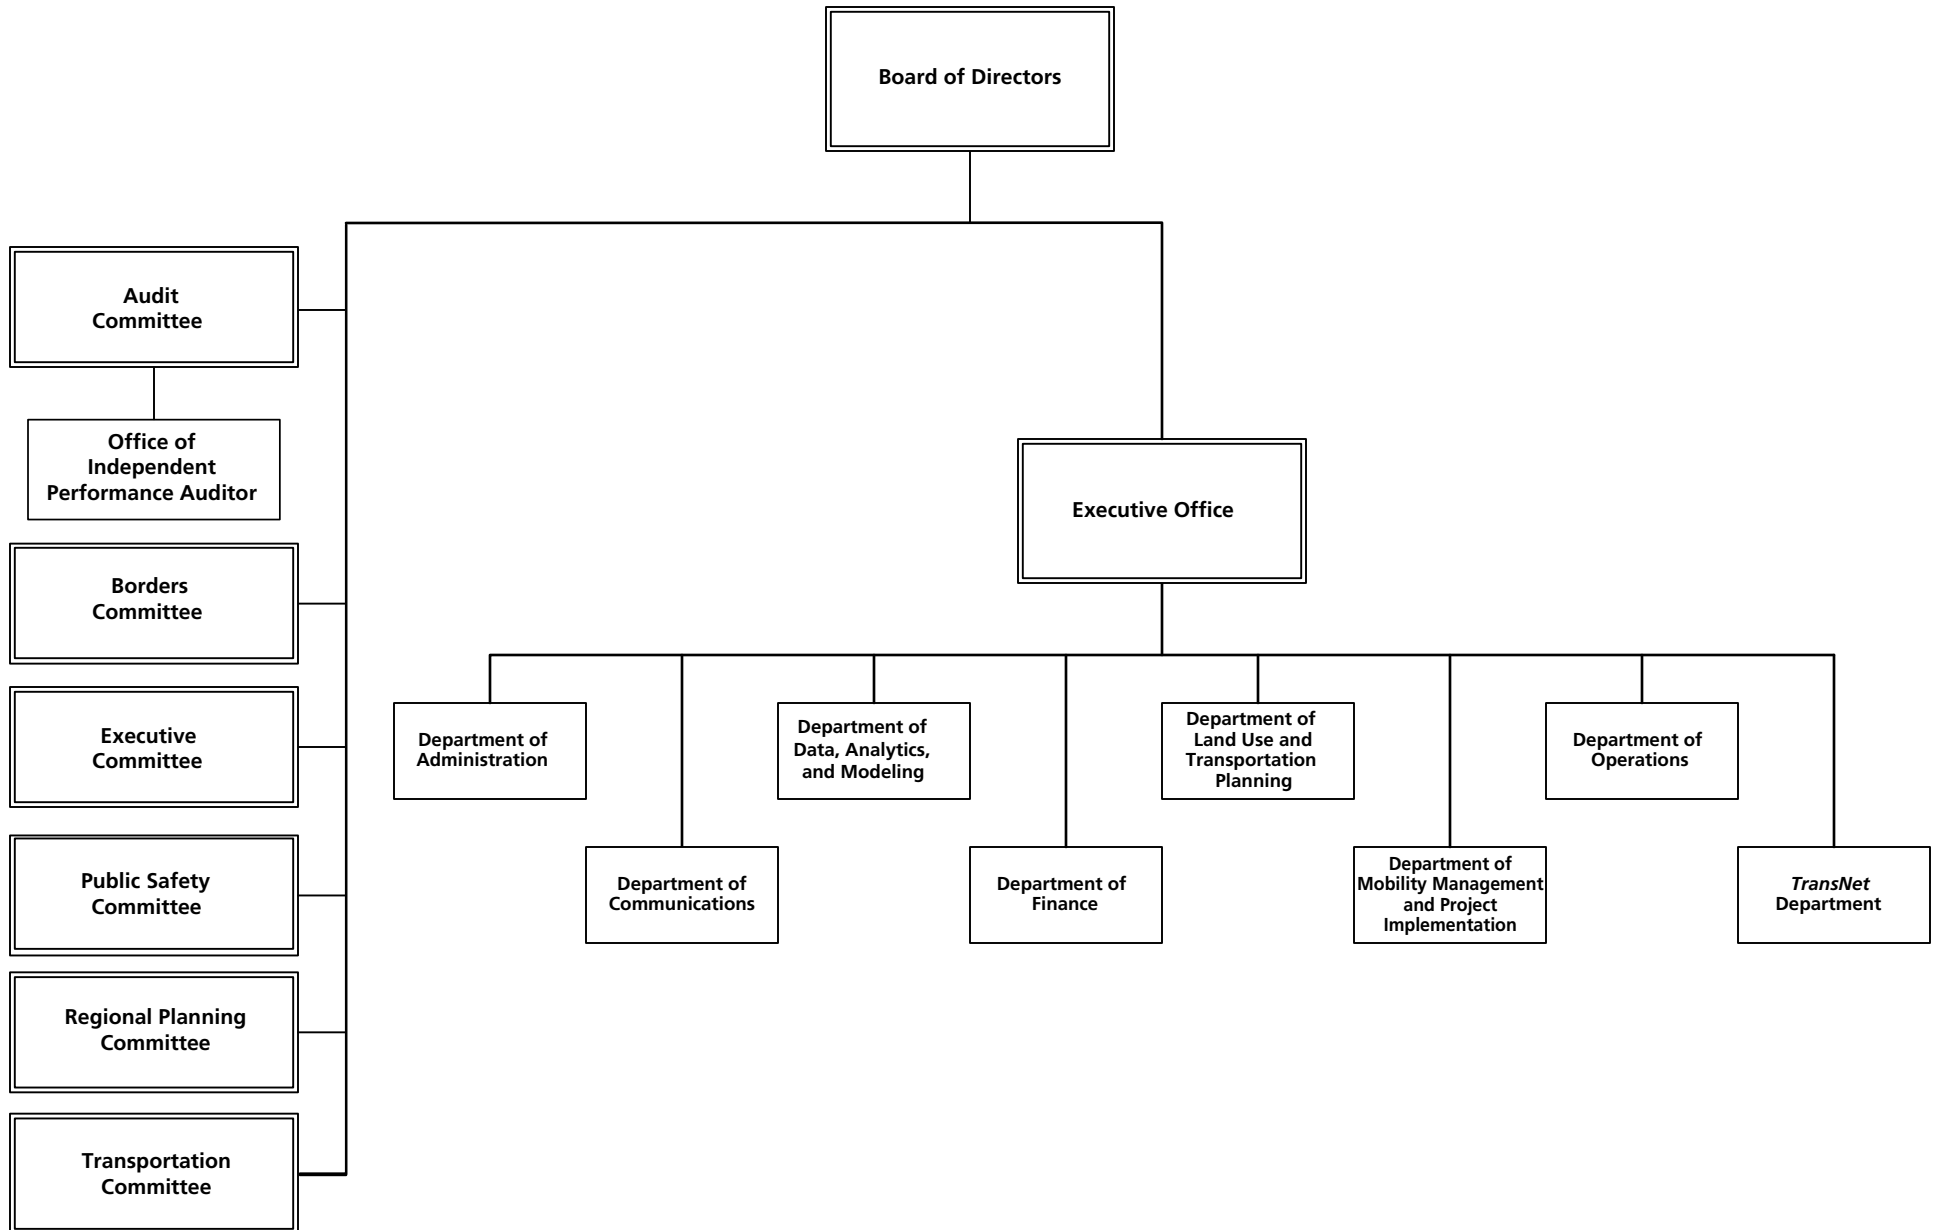 Board of Directors
Audit
Committee
Office of
Independent
Performance Auditor
Borders
Committee
Executive
Committee
Public Safety
Committee
Regional Planning
Committee
Transportation
Committee
Executive Office
Department of
Administration
Department of
Communications
Department of
Data, Analytics,
and Modeling
Department of
Finance
Department of
Land Use and
Transportation
Planning
Department of
Mobility Management
and Project
Implementation
Department of
Operations
TransNet
Department